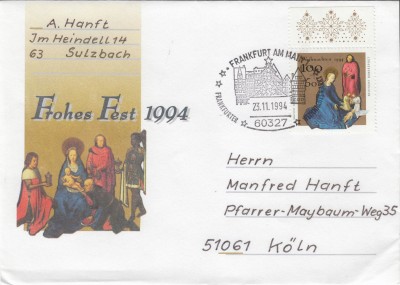 A. Hanft
Im Heindell 14
63 Sulzbach
Frohes Fest 1994
FRANKFURT AM MAIN
23.11.1994
60327
100
Herrn
Manfred Hanft
Pfarrer-Maybaum-Weg 35
51061 Köln